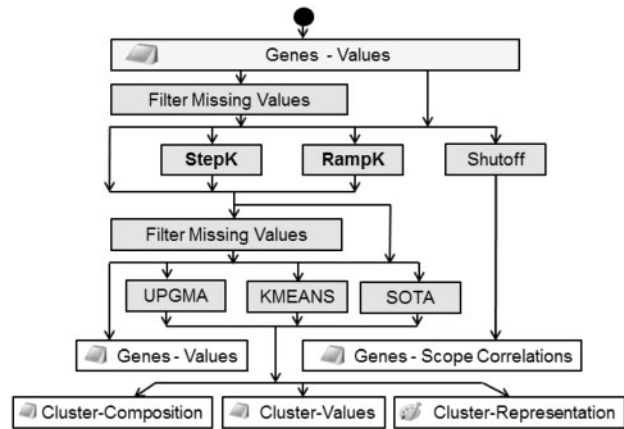 Genes - Values
Filter Missing Values
StepK
RampK
Shutoff
Filter Missing Values
UPGMA
KMEANS
SOTA
Genes - Values
Genes - Scope Correlations
Cluster-Composition
Cluster-Values
Cluster-Representation